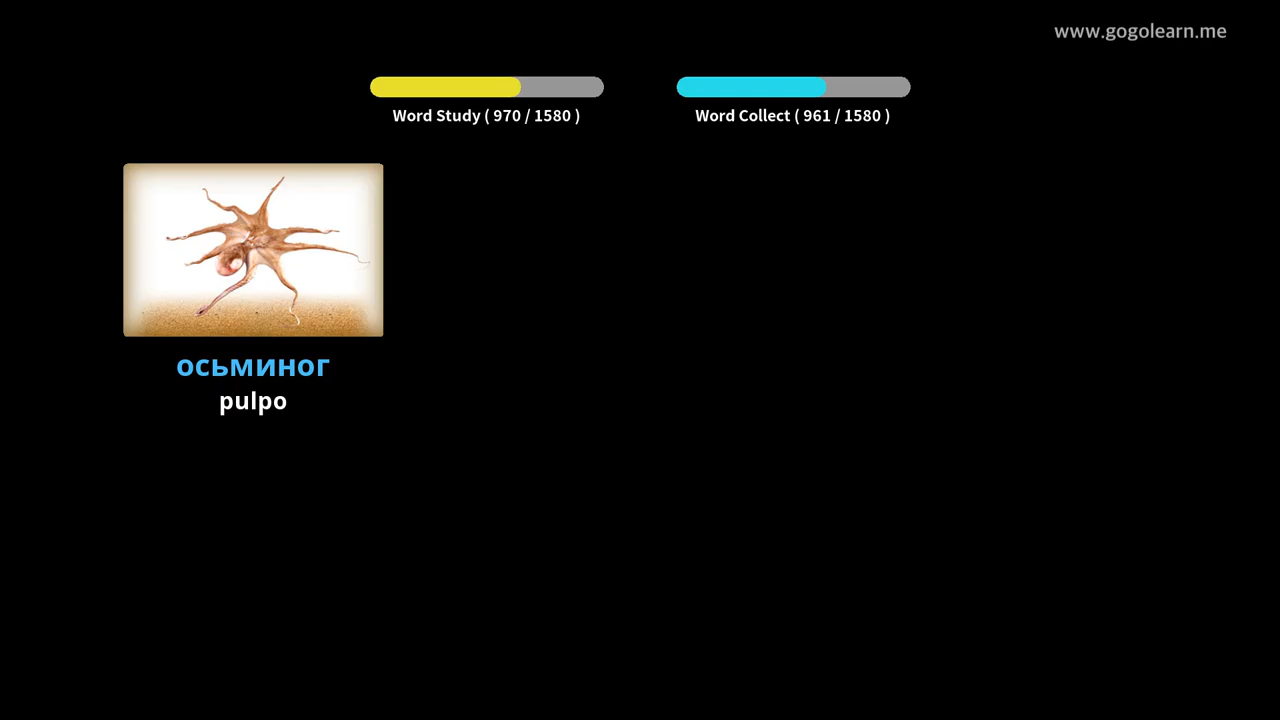 www.gogolearn.me
Word Study ( 970 / 1580 )
Word Collect ( 961 / 1580 )
осьминог
pulpo